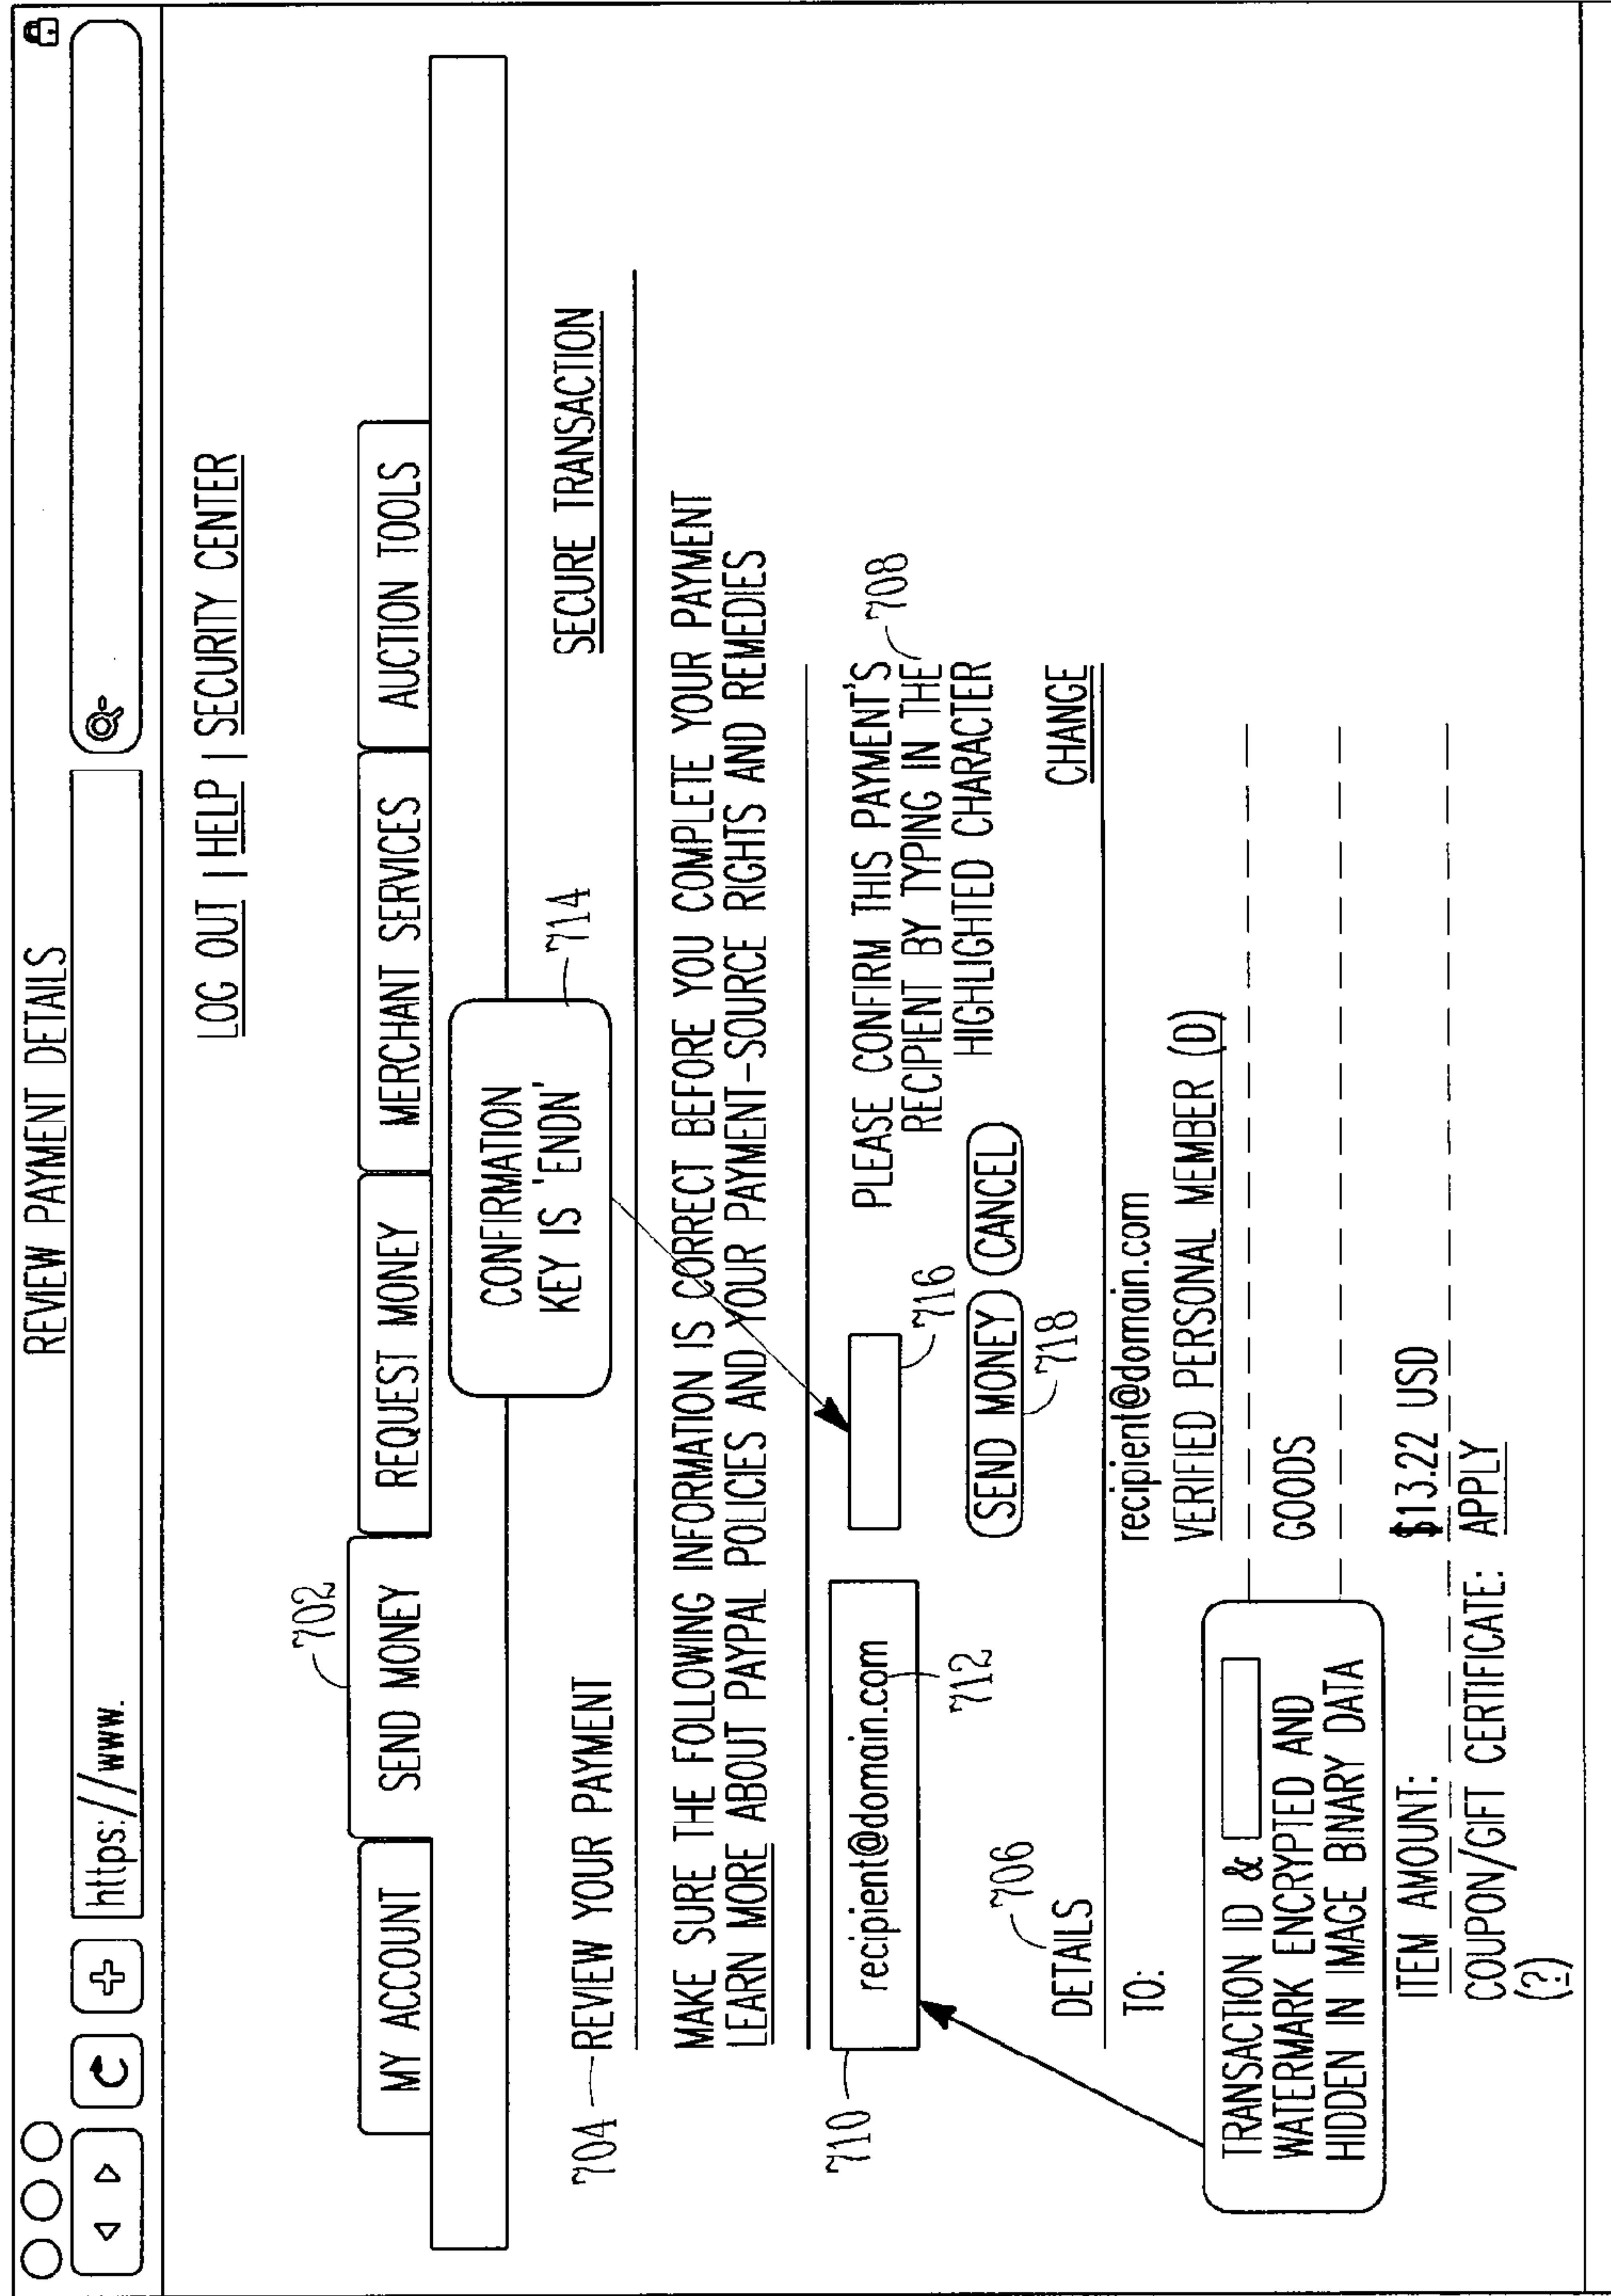 REVIEW PAYMENT DETAILS
https://www.
LOG OUT | HELP | SECURITY CENTER
702
MY ACCOUNT
SEND MONEY
REQUEST MONEY
MERCHANT SERVICES
AUCTION TOOLS
CONFIRMATION
KEY IS 'ENDN'
714
704
REVIEW YOUR PAYMENT
SECURE TRANSACTION
MAKE SURE THE FOLLOWING INFORMATION IS CORRECT BEFORE YOU COMPLETE YOUR PAYMENT
LEARN MORE ABOUT PAYPAL POLICIES AND YOUR PAYMENT-SOURCE RIGHTS AND REMEDIES
710
recipient@domain.com
712
716
PLEASE CONFIRM THIS PAYMENT'S
RECIPIENT BY TYPING IN THE
HIGHLIGHTED CHARACTER
708
SEND MONEY
CANCEL
718
706
DETAILS
CHANGE
TO:
recipient@domain.com
VERIFIED PERSONAL MEMBER (D)
TRANSACTION ID &
WATERMARK ENCRYPTED AND
HIDDEN IN IMAGE BINARY DATA
GOODS
ITEM AMOUNT:
$13.22 USD
COUPON/GIFT CERTIFICATE: APPLY
(?)